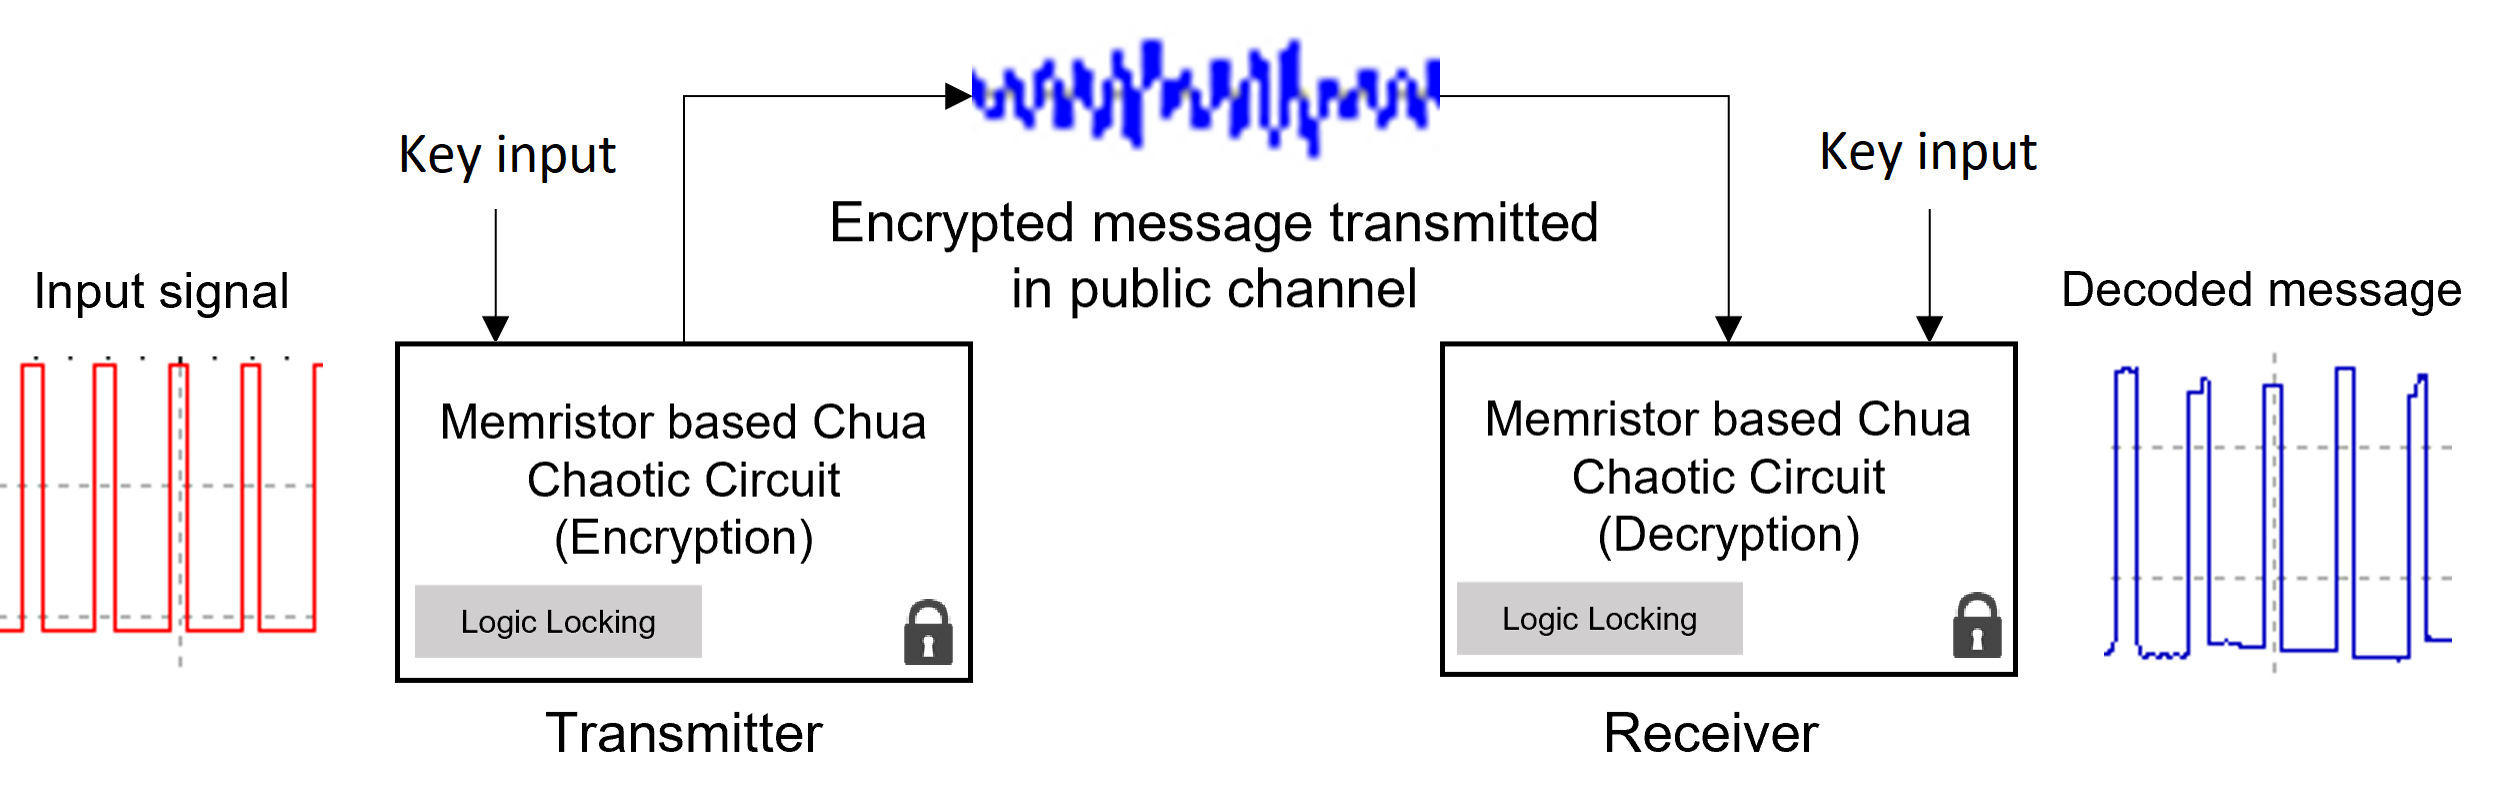 Key input
Key input
Encrypted message transmitted
in public channel
Input signal
Decoded message
Memristor based Chua
Chaotic Circuit
(Encryption)
Logic Locking
Memristor based Chua
Chaotic Circuit
(Decryption)
Logic Locking
Transmitter
Receiver